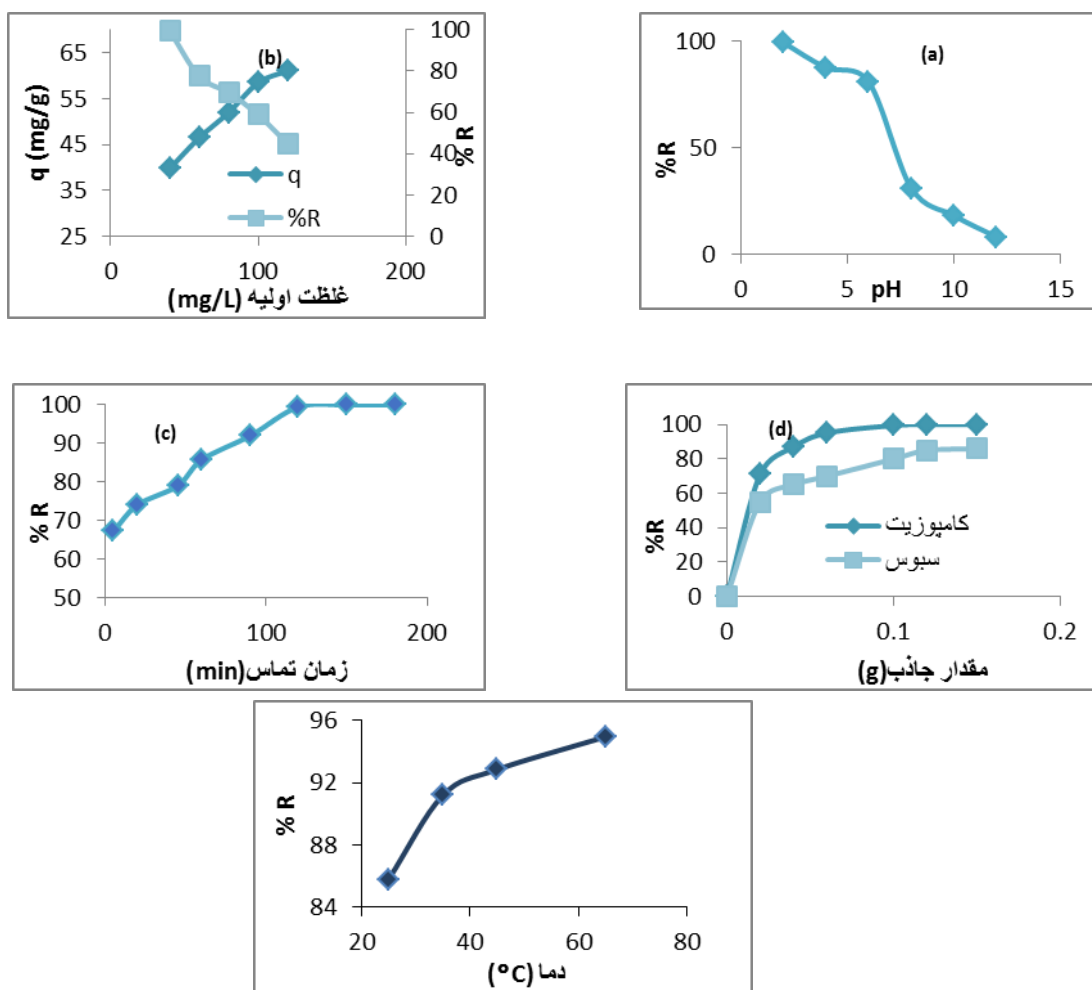 (b)
q (mg/g)
65
55
45
35
25
%R
100
80
60
40
20
0
q
%R
0
100
200
غلظت اولیه (mg/L)
(a)
%R
100
50
0
0
5
10
15
pH
(c)
% R
100
90
80
70
60
50
0
100
200
زمان تماس(min)
(d)
%R
100
80
60
40
20
0
کامپوزیت
سبوس
0
0.1
0.2
مقدار جاذب(g)
% R
96
92
88
84
20
40
60
80
دما (°C)